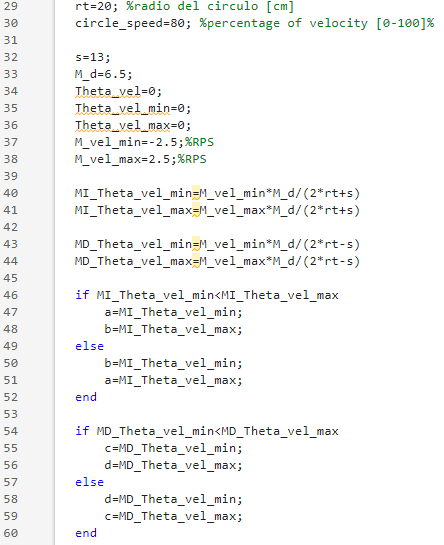 29 rt=20; %radio del circulo [cm]
30 circle_speed=80; %percentage of velocity [0-100]%
31
32 s=13;
33 M_d=6.5;
34 Theta_vel=0;
35 Theta_vel_min=0;
36 Theta_vel_max=0;
37 M_vel_min=-2.5;%RPS
38 M_vel_max=2.5;%RPS
39
40 MI_Theta_vel_min=M_vel_min*M_d/(2*rt+s)
41 MI_Theta_vel_max=M_vel_max*M_d/(2*rt+s)
42
43 MD_Theta_vel_min=M_vel_min*M_d/(2*rt-s)
44 MD_Theta_vel_max=M_vel_max*M_d/(2*rt-s)
45
46 if MI_Theta_vel_min<MI_Theta_vel_max
47 a=MI_Theta_vel_min;
48 b=MI_Theta_vel_max;
49 else
50 b=MI_Theta_vel_min;
51 a=MI_Theta_vel_max;
52 end
53
54 if MD_Theta_vel_min<MD_Theta_vel_max
55 c=MD_Theta_vel_min;
56 d=MD_Theta_vel_max;
57 else
58 d=MD_Theta_vel_min;
59 c=MD_Theta_vel_max;
60 end